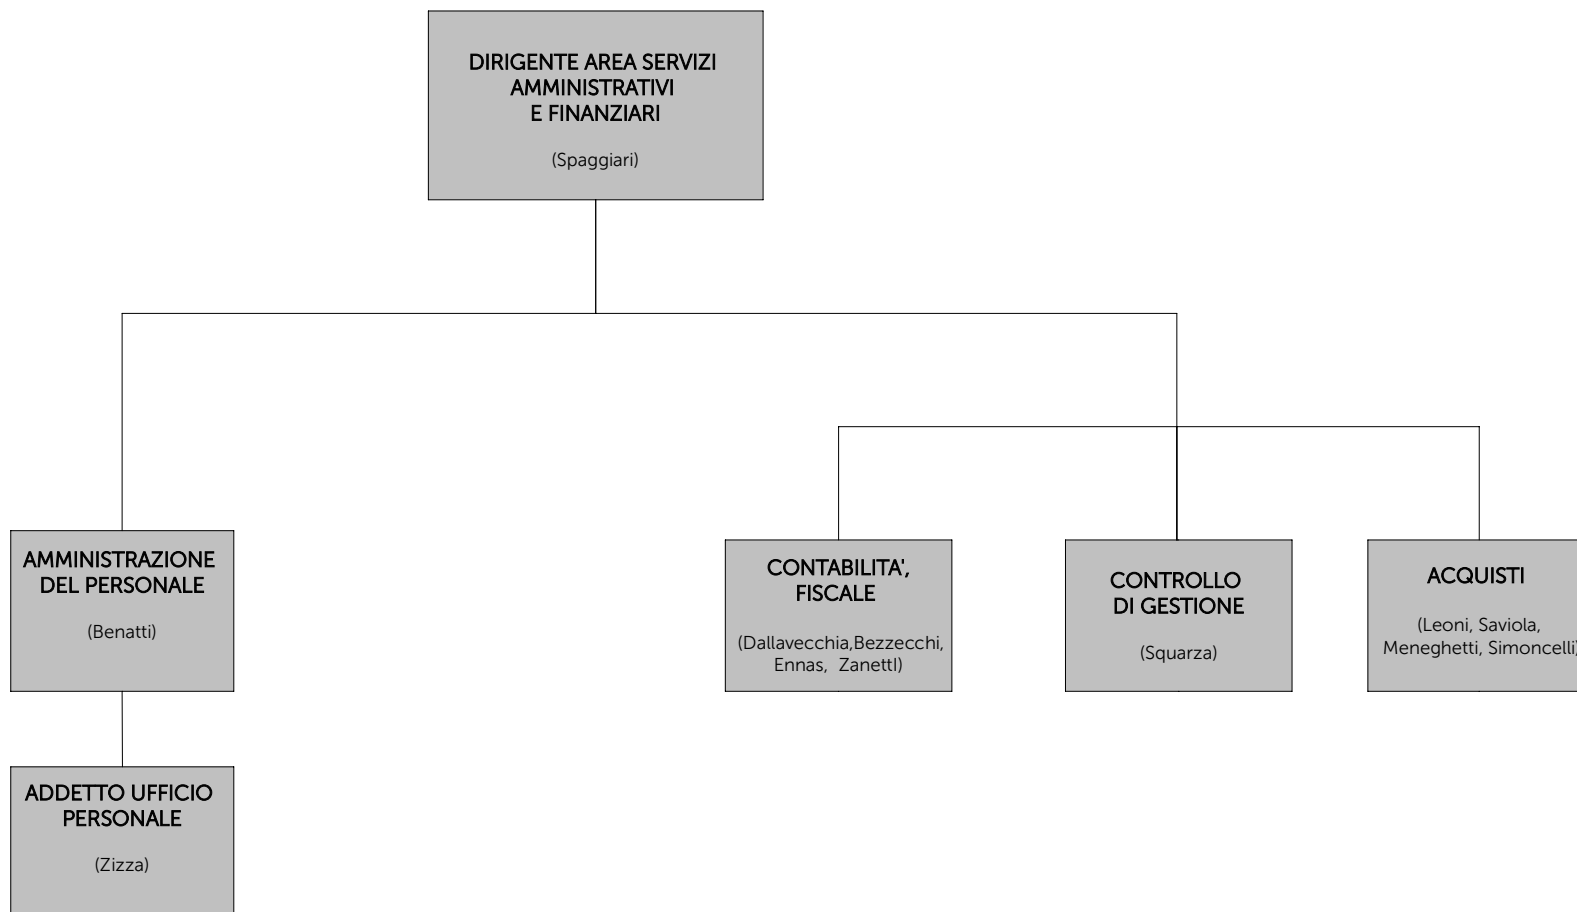 DIRIGENTE AREA SERVIZI
AMMINISTRATIVI
E FINANZIARI
(Spaggiari)
AMMINISTRAZIONE
DEL PERSONALE
(Benatti)
CONTABILITA',
FISCALE
(Dallavecchia,Bezzecchi,
Ennas, ZanettI)
CONTROLLO
DI GESTIONE
(Squarza)
ACQUISTI
(Leoni, Saviola,
Meneghetti, Simoncelli)
ADDETTO UFFICIO
PERSONALE
(Zizza)